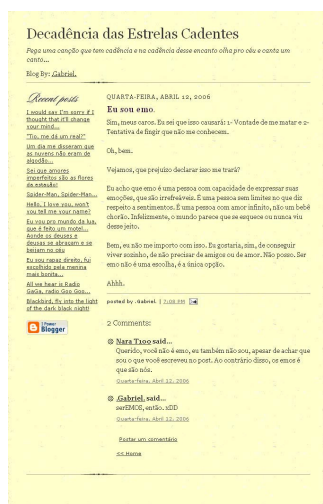 Decadência das Estrelas Cadentes
Pega uma canção que tem cadência e na cadência desse encanto olha pro céu e canta um
canto...
Blog By: .Gabriel.
Recent posts
I would say I'm sorry if I
thought that it'll change
your mind...
"Tio, me dá um real?"
Um dia me disseram que
as nuvens não eram de
algodão...
Sei que amores
imperfeitos são as flores
da estação!
Spider-Man, Spider-Man...
Hello, I love you, won't
you tell me your name?
Eu vou pro mundo da lua,
que é feito um motel...
Aonde os deuses e
deusas se abraçam e se
beijam no céu
Eu sou rapaz direito, fui
escolhido pela menina
mais bonita...
All we hear is Radio
GaGa, radio Goo Goo...
Blackbird, fly into the light
of the dark black night!
I Power
Blogger
QUARTA-FEIRA, ABRIL 12, 2006
Eu sou emo.
Sim, meus caros. Eu sei que isso causará: 1- Vontade de me matar e 2-
Tentativa de fingir que não me conhecem.
Oh, bem.
Vejamos, que prejuízo declarar isso me trará?
Eu acho que emo é uma pessoa com capacidade de expressar suas
emoções, que são irrefreáveis. É uma pessoa sem limites no que diz
respeito a sentimentos. É uma pessoa com amor infinito, não um bebê
chorão. Infelizmente, o mundo parece que se esquece ou nunca viu
desse jeito.
Bem, eu não me importo com isso. Eu gostaria, sim, de conseguir
viver sozinho, de não precisar de amigos ou de amor. Não posso. Ser
emo não é uma escolha, é a única opção.
Ahhh.
posted by .Gabriel. | 7:08 PM
2 Comments:
Nara T100 said...
Querido, você não é emo, eu também não sou, apesar de achar que
sou o que você escreveu no post. Ao contrário disso, os emos é
que são nós.
Quarta-feira, Abril 12, 2006
.Gabriel. said...
serEMOS, então. xDD
Quarta-feira, Abril 12, 2006
Postar um comentário
<< Home